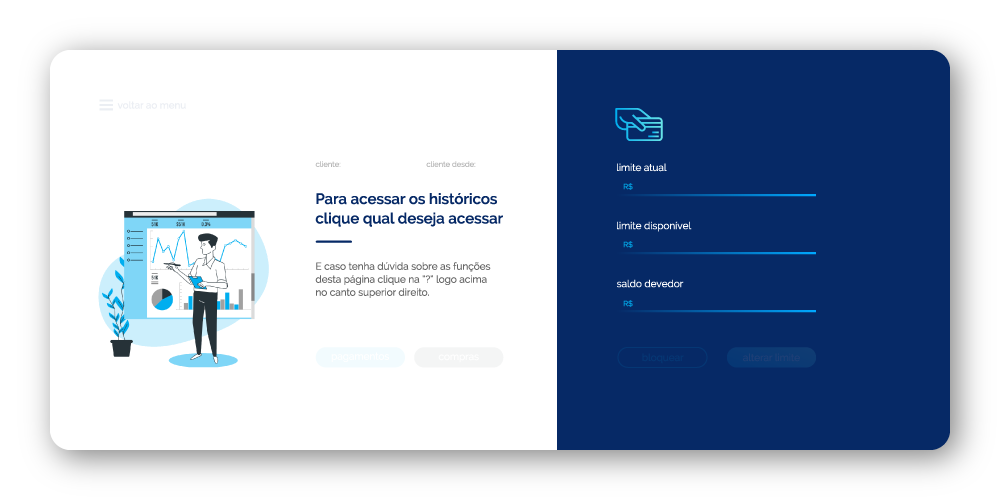 voltar ao menu
cliente:
cliente desde:
Para acessar os históricos
clique qual deseja acessar
E caso tenha dúvida sobre as funções
desta página clique na "?" logo acima
no canto superior direito.
pagamentos
compras
limite atual
R$
limite disponível
R$
saldo devedor
R$
bloquear
alterar limite